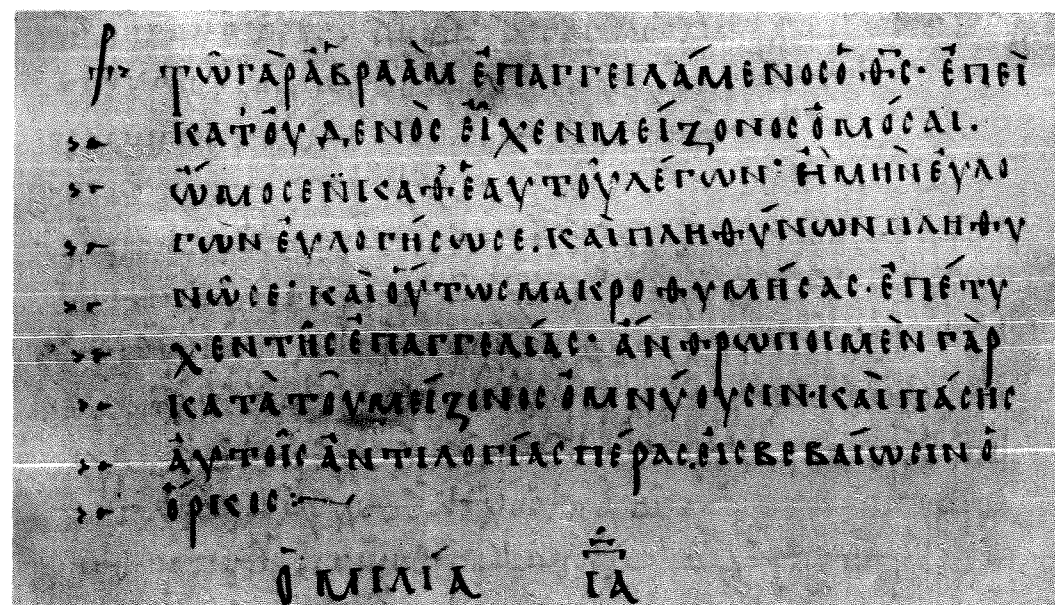 τῷ γὰρ ἀβραὰμ ἐπαγγειλάμενος ὁ θς· ἐπεὶ
κατ' οὐδενὸς εἶχεν μείζονος ὀμόσαι.
ὤμοσεν καθ' ἑαυτοῦ λέγων· ἦ μὴν εὐλο
γῶν εὐλογήσω σε. καὶ πληθύνων πληθυ
νῶ σε· καὶ οὕτως μακροθυμήσας. ἐπέτυ
χεν τῆς ἐπαγγελίας· ἄνθρωποι μὲν γὰρ
κατὰ τοῦ μείζονος ὀμνύουσιν. καὶ πάσης
αὐτοῖς ἀντιλογίας πέρας, εἰς βεβαίωσιν ὁ
ὅρκος:
ὁμιλία ια